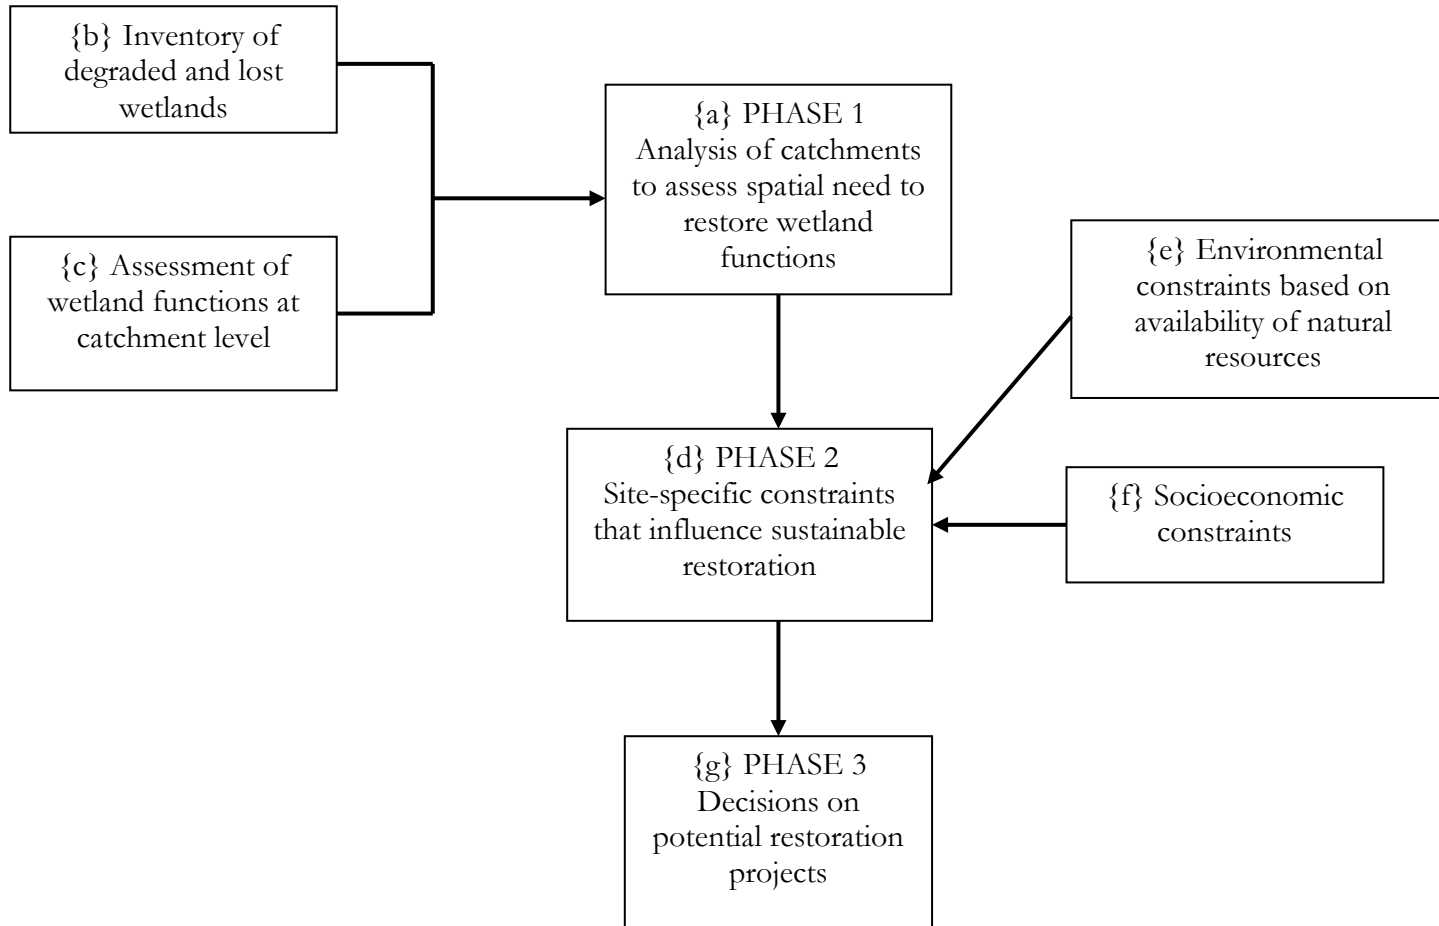 {b} Inventory of
degraded and lost
wetlands
{a} PHASE 1
Analysis of catchments
to assess spatial need to
restore wetland
functions
{c} Assessment of
wetland functions at
catchment level
{e} Environmental
constraints based on
availability of natural
resources
{d} PHASE 2
Site-specific constraints
that influence sustainable
restoration
{f} Socioeconomic
constraints
{g} PHASE 3
Decisions on
potential restoration
projects